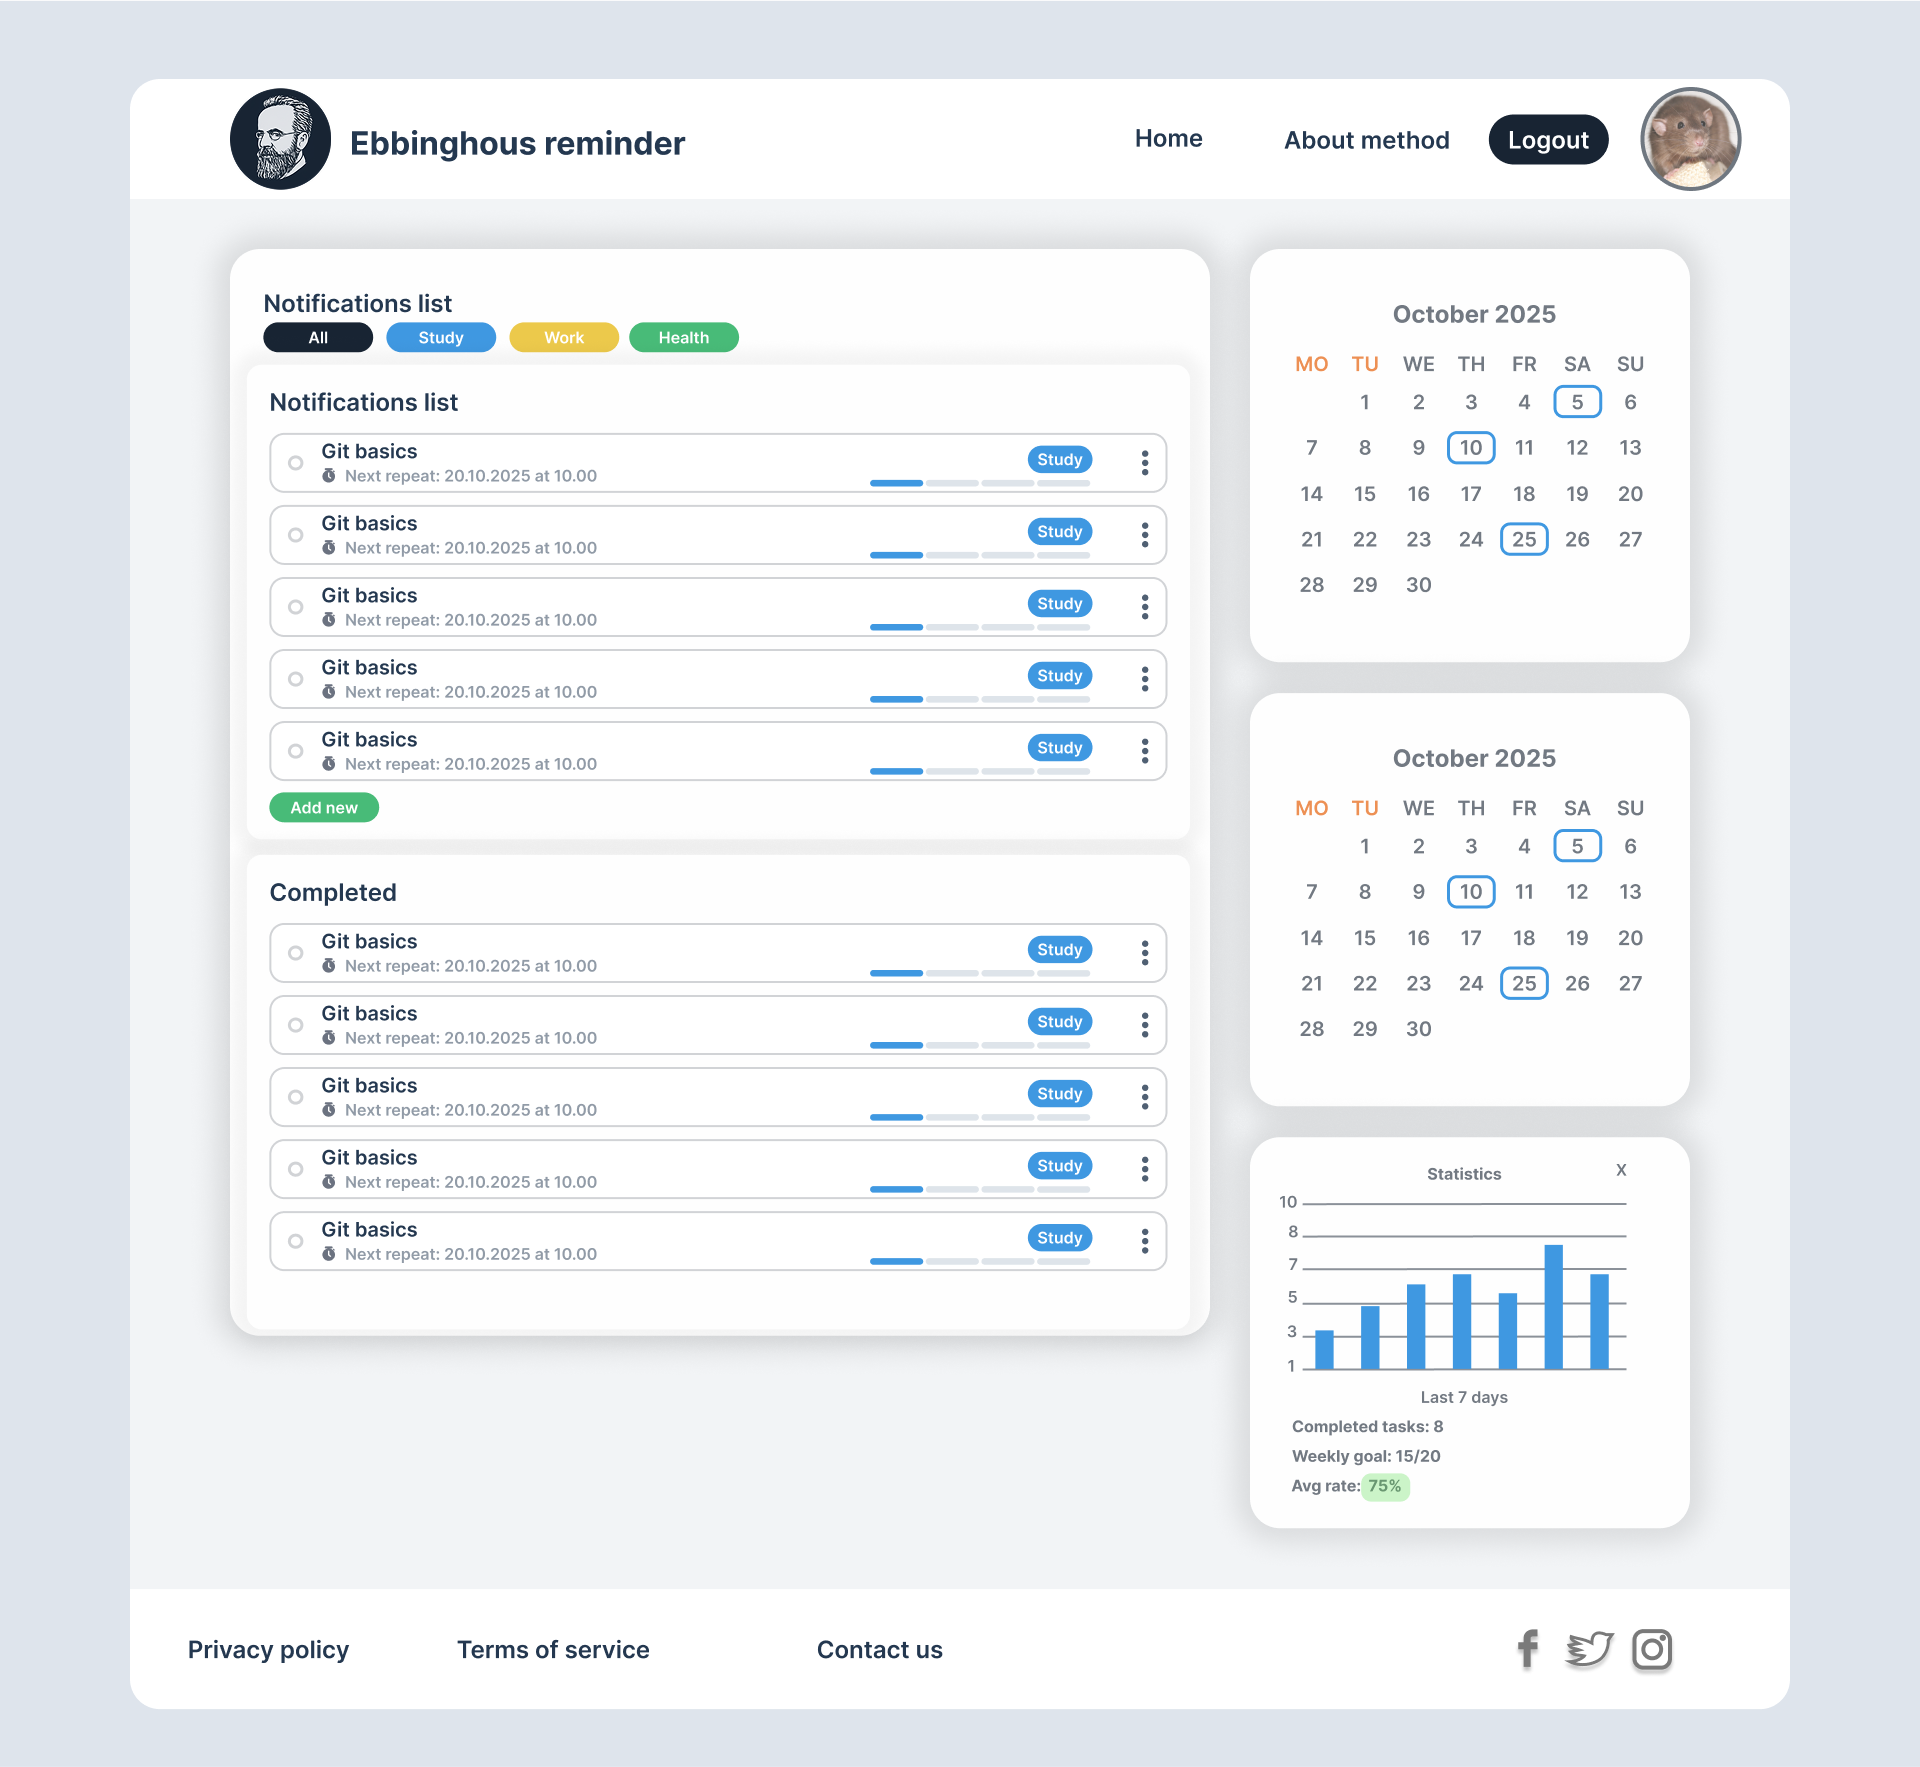 Ebbinghous reminder
Home
About method
Logout
Notifications list
All
Study
Work
Health
Notifications list
Git basics
Study
Next repeat: 20.10.2025 at 10.00
Git basics
Study
Next repeat: 20.10.2025 at 10.00
Git basics
Study
Next repeat: 20.10.2025 at 10.00
Git basics
Study
Next repeat: 20.10.2025 at 10.00
Git basics
Study
Next repeat: 20.10.2025 at 10.00
Add new
Completed
Git basics
Study
Next repeat: 20.10.2025 at 10.00
Git basics
Study
Next repeat: 20.10.2025 at 10.00
Git basics
Study
Next repeat: 20.10.2025 at 10.00
Git basics
Study
Next repeat: 20.10.2025 at 10.00
Git basics
Study
Next repeat: 20.10.2025 at 10.00
October 2025
MO TU WE TH FR SA SU
1 2 3 4 5 6
7 8 9 10 11 12 13
14 15 16 17 18 19 20
21 22 23 24 25 26 27
28 29 30
October 2025
MO TU WE TH FR SA SU
1 2 3 4 5 6
7 8 9 10 11 12 13
14 15 16 17 18 19 20
21 22 23 24 25 26 27
28 29 30
Statistics
X
10
8
7
5
3
1
Last 7 days
Completed tasks: 8
Weekly goal: 15/20
Avg rate: 75%
Privacy policy
Terms of service
Contact us